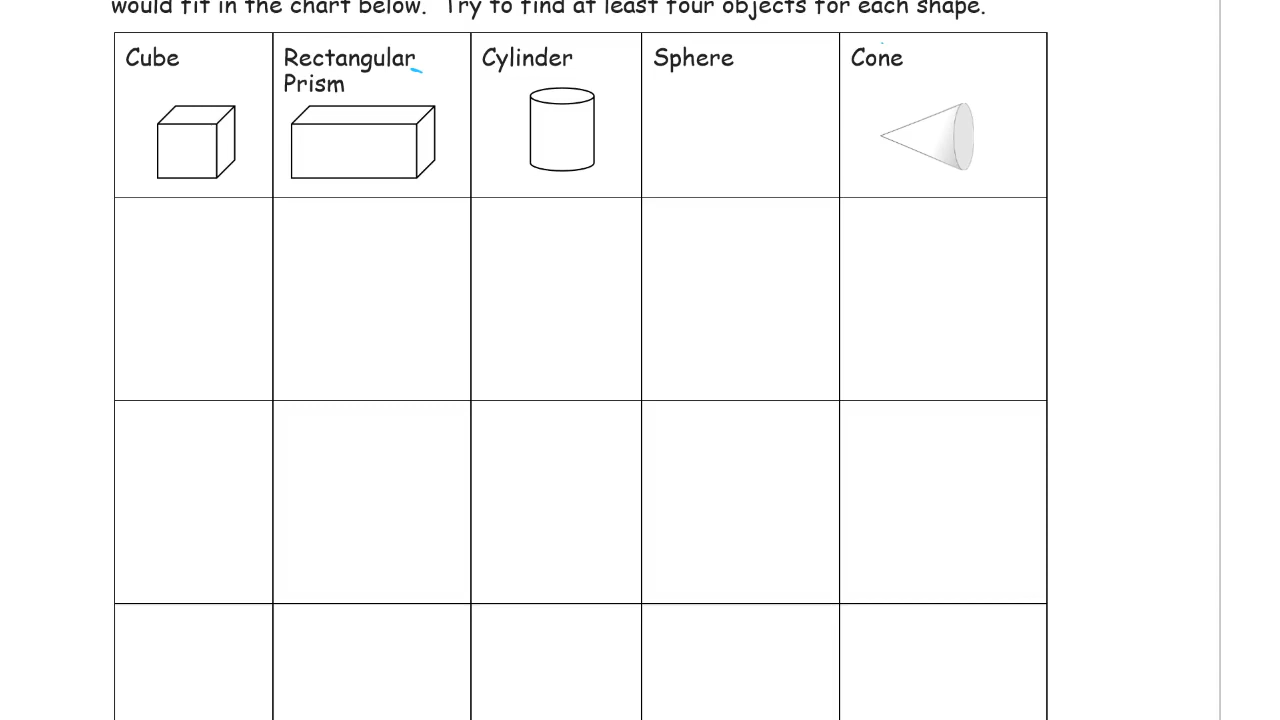 would fit in the chart below. Try to find at least four objects for each shape.
Cube
Rectangular
Prism
Cylinder
Sphere
Cone